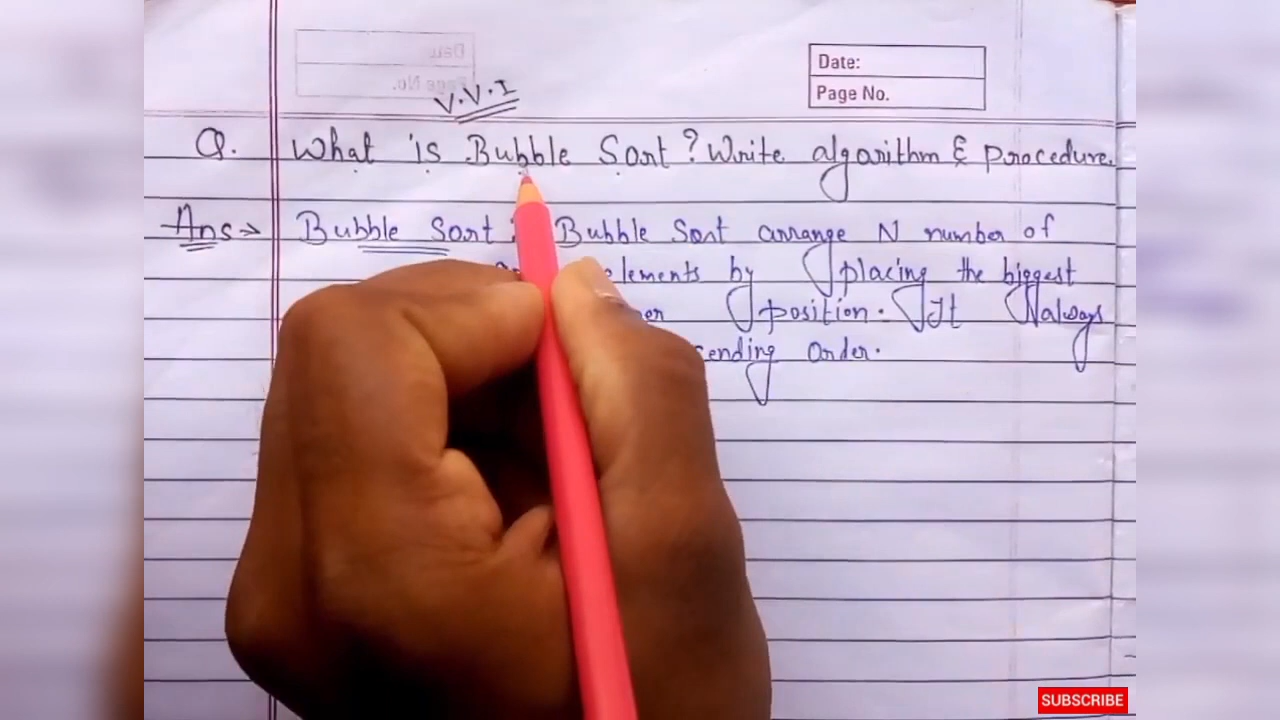 Date:
Page No.
V.V.I
Q. What is Bubble Sort? Write algorithm & procedure.
Ans→ Bubble Sort : Bubble Sort arrange N number of
elements by placing the biggest
position. It always
Order.
SUBSCRIBE